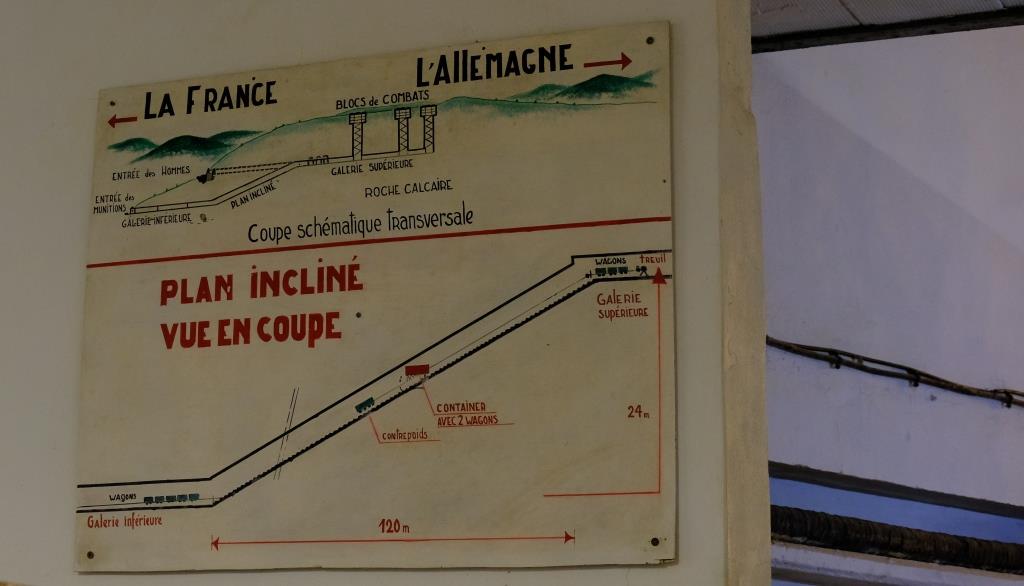 LA FRANCE
L'ALLEMAGNE
BLOCS de COMBATS
ENTRÉE des HOMMES
GALERIE SUPÉRIEURE
ENTRÉE des
MUNITIONS
PLAN INCLINÉ
ROCHE CALCAIRE
GALERIE INFERIEURE
Coupe schématique transversale
PLAN INCLINÉ
VUE EN COUPE
WAGONS
treuil
Galerie
supérieure
24m
CONTAINER
AVEC 2 WAGONS
contrepoids
WAGONS
Galerie inférieure
120m